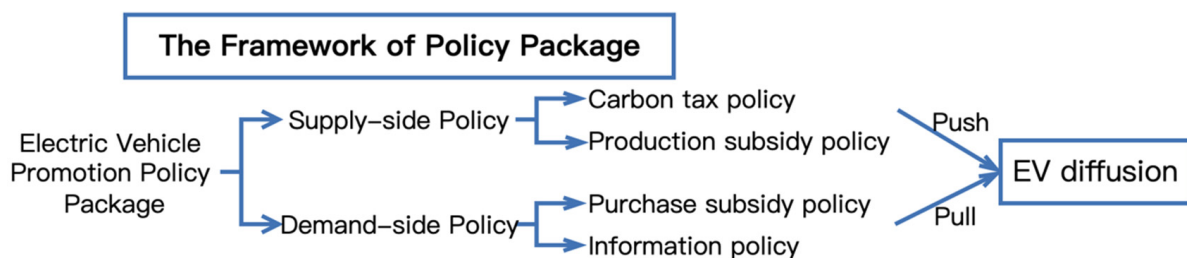 The Framework of Policy Package
Electric Vehicle
Promotion Policy
Package
Supply-side Policy
Carbon tax policy
Production subsidy policy
Demand-side Policy
Purchase subsidy policy
Information policy
Push
Pull
EV diffusion